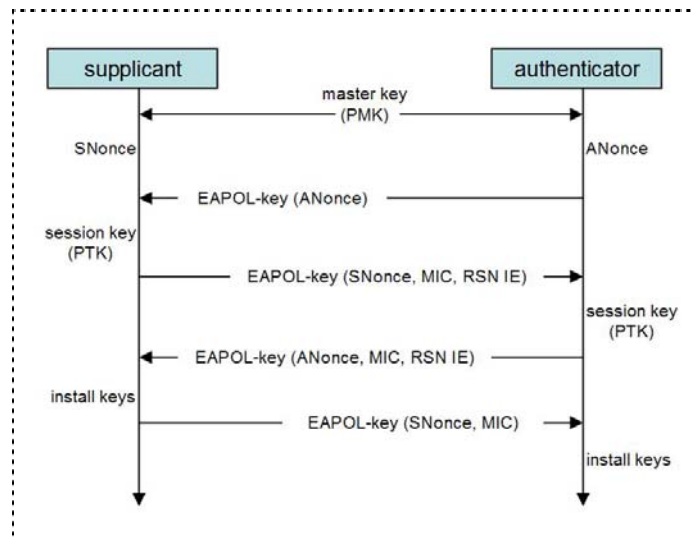 supplicant
authenticator
master key
(PMK)
SNonce
ANonce
EAPOL-key (ANonce)
session key
(PTK)
EAPOL-key (SNonce, MIC, RSN IE)
session key
(PTK)
EAPOL-key (ANonce, MIC, RSN IE)
install keys
EAPOL-key (SNonce, MIC)
install keys